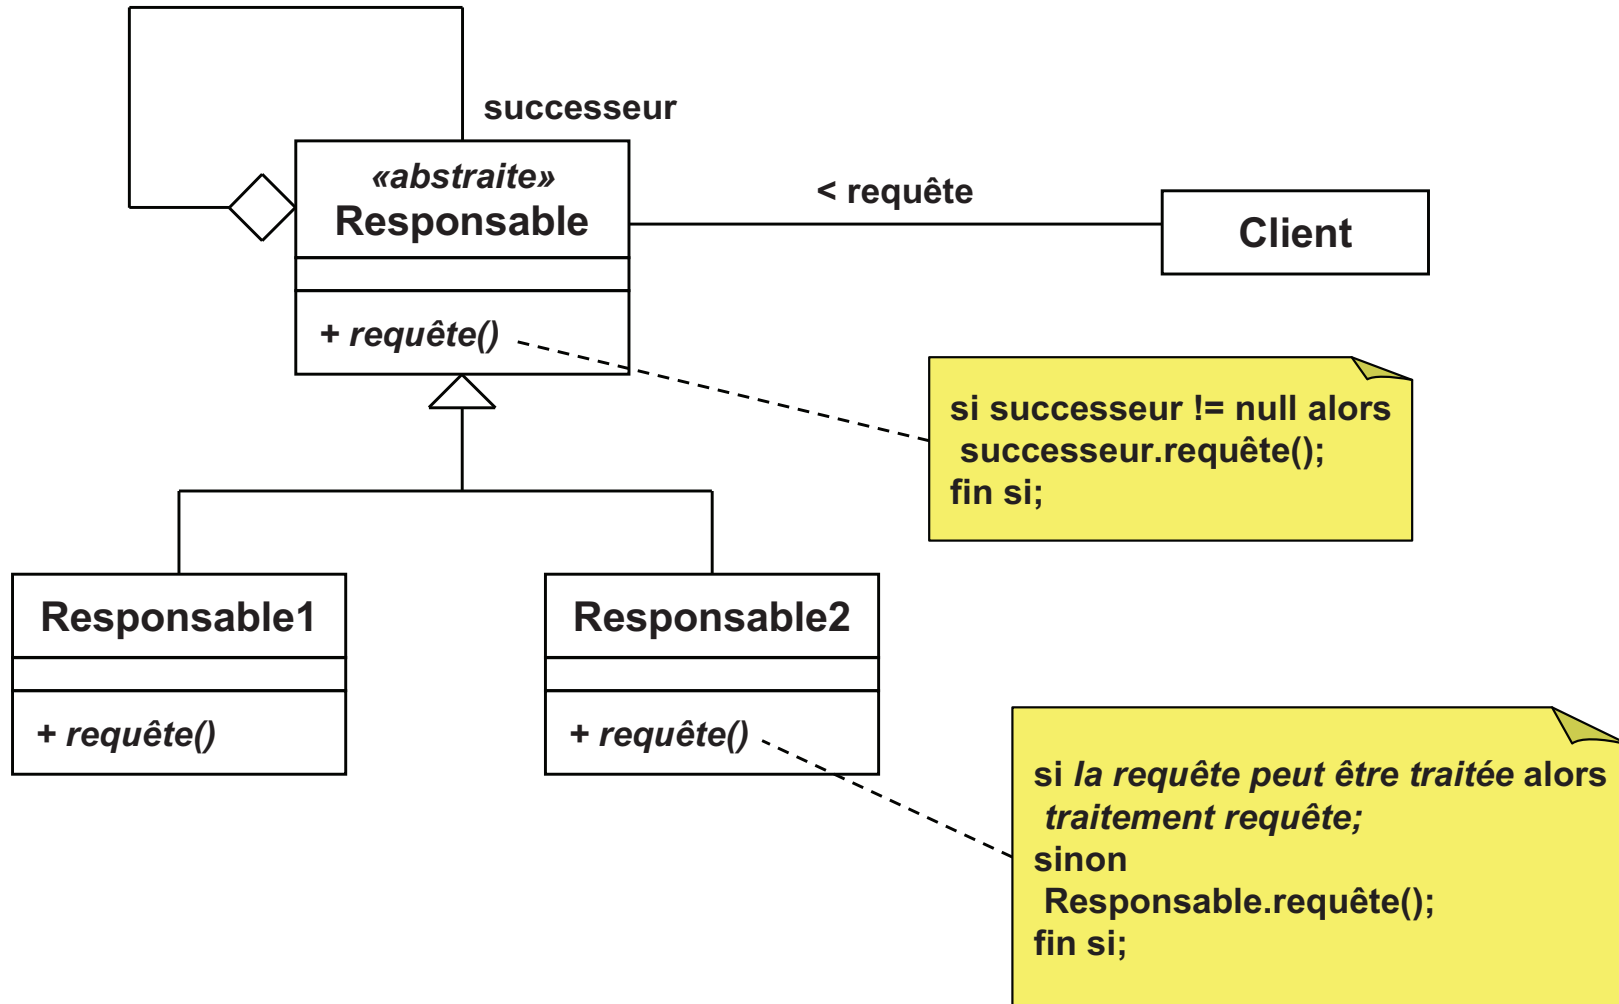 successeur
«abstraite»
Responsable
< requête
Client
+ requête()
si successeur != null alors
successeur.requête();
fin si;
Responsable1
Responsable2
+ requête()
+ requête()
si la requête peut être traitée alors
traitement requête;
sinon
Responsable.requête();
fin si;